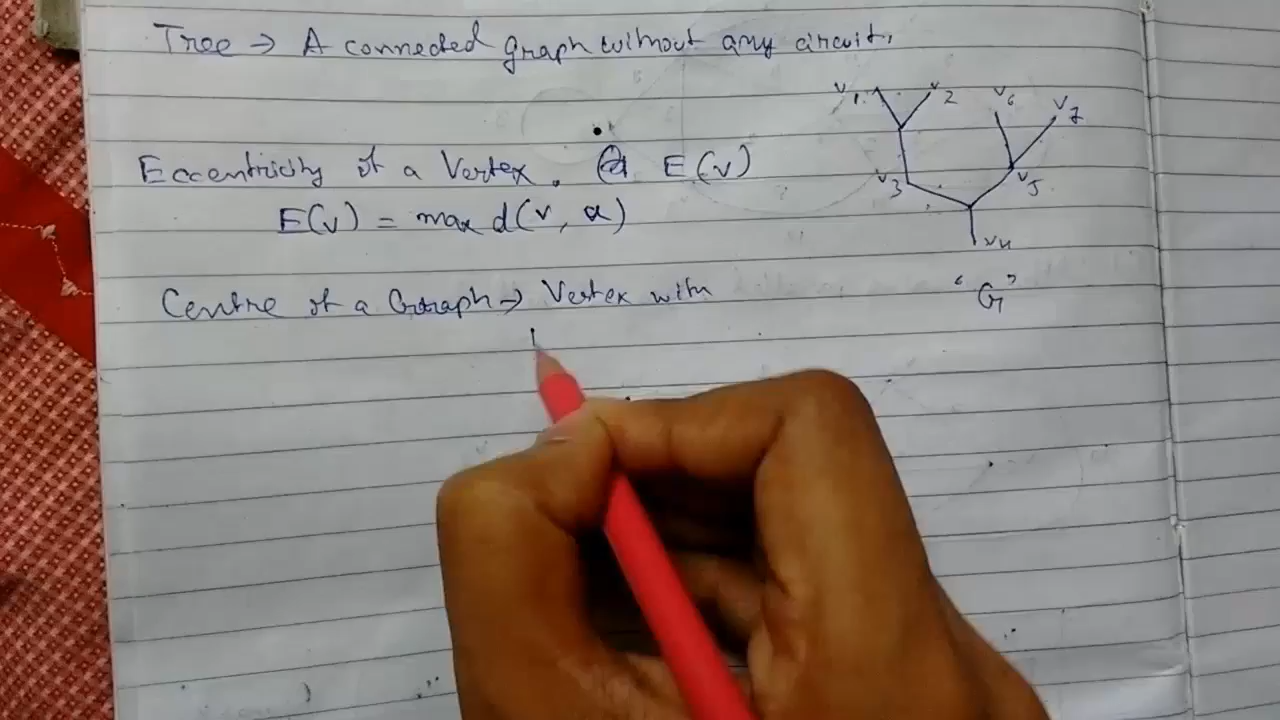 Tree → A connected graph without any circuit.
v1 v2 v6 v7
Eccentricity of a Vertex. E(v)
v3 v5
E(v) = max d(v, x)
v4
Centre of a Graph → Vertex with
"G"